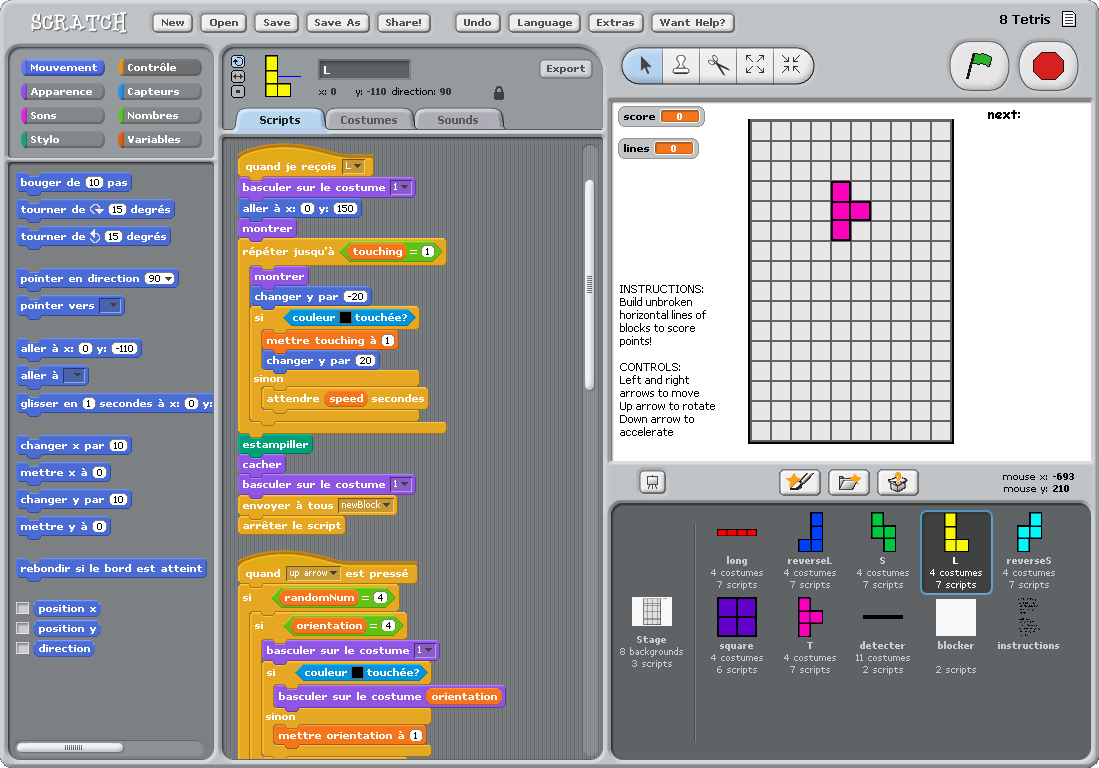 SCRATCH
New Open Save Save As Share! Undo Language Extras Want Help?
8 Tetris
Mouvement Contrôle
Apparence Capteurs
Sons Nombres
Stylo Variables
bouger de 10 pas
tourner de 15 degrés
tourner de 15 degrés
pointer en direction 90
pointer vers
aller à x: 0 y: -110
aller à
glisser en 1 secondes à x: 0 y:
changer x par 10
mettre x à 0
changer y par 10
mettre y à 0
rebondir si le bord est atteint
position x
position y
direction
L
Export
x: 0 y: -110 direction: 90
Scripts Costumes Sounds
quand je reçois L
basculer sur le costume 1
aller à x: 0 y: 150
montrer
répéter jusqu'à touching = 1
montrer
changer y par -20
si couleur touchée?
mettre touching à 1
changer y par 20
sinon
attendre speed secondes
estampiller
cacher
basculer sur le costume 1
envoyer à tous newBlock
arrêter le script
quand up arrow est pressé
si randomNum = 4
si orientation = 4
basculer sur le costume 1
si couleur touchée?
basculer sur le costume orientation
sinon
mettre orientation à 1
score 0
lines 0
next:
INSTRUCTIONS:
Build unbroken
horizontal lines of
blocks to score
points!
CONTROLS:
Left and right
arrows to move
Up arrow to rotate
Down arrow to
accelerate
mouse x: -693
mouse y: 210
Stage
8 backgrounds
3 scripts
long
4 costumes
7 scripts
reverseL
4 costumes
7 scripts
S
4 costumes
7 scripts
L
4 costumes
7 scripts
reverseS
4 costumes
7 scripts
square
4 costumes
6 scripts
T
4 costumes
7 scripts
detecter
11 costumes
2 scripts
blocker
2 scripts
instructions